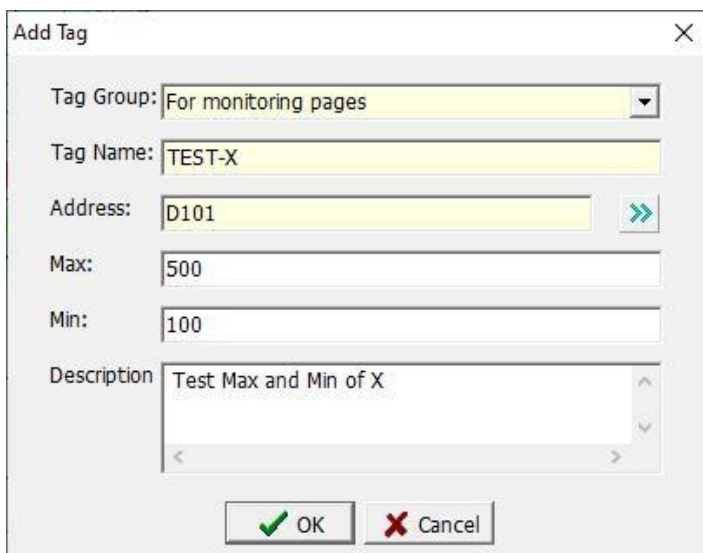 Add Tag
Tag Group: For monitoring pages
Tag Name: TEST-X
Address: D101
Max: 500
Min: 100
Description Test Max and Min of X
OK Cancel